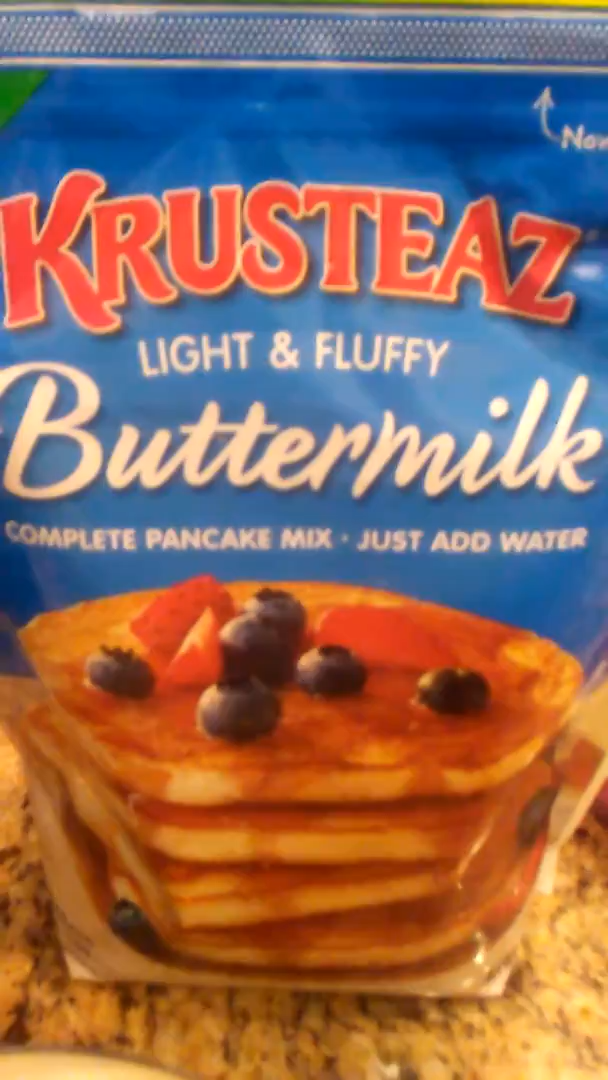 KRUSTEAZ
LIGHT & FLUFFY
Buttermilk
COMPLETE PANCAKE MIX · JUST ADD WATER